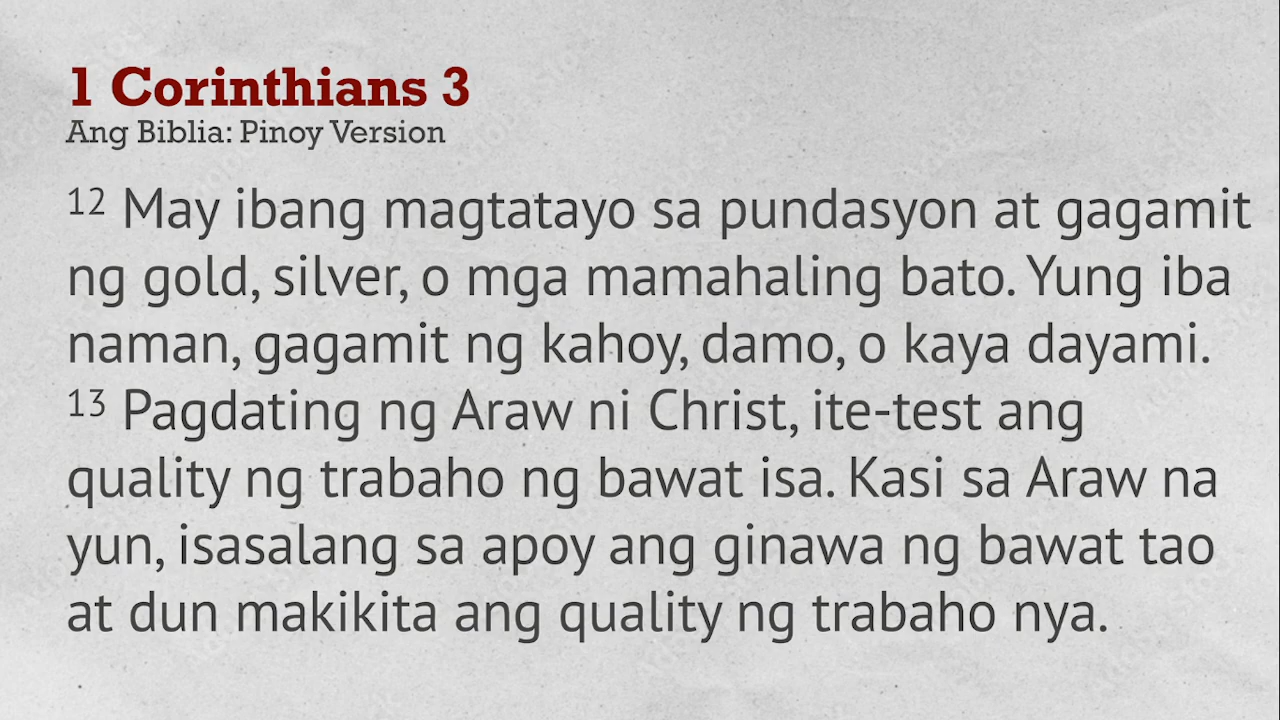 1 Corinthians 3
Ang Biblia: Pinoy Version
12 May ibang magtatayo sa pundasyon at gagamit
ng gold, silver, o mga mamahaling bato. Yung iba
naman, gagamit ng kahoy, damo, o kaya dayami.
13 Pagdating ng Araw ni Christ, ite-test ang
quality ng trabaho ng bawat isa. Kasi sa Araw na
yun, isasalang sa apoy ang ginawa ng bawat tao
at dun makikita ang quality ng trabaho nya.